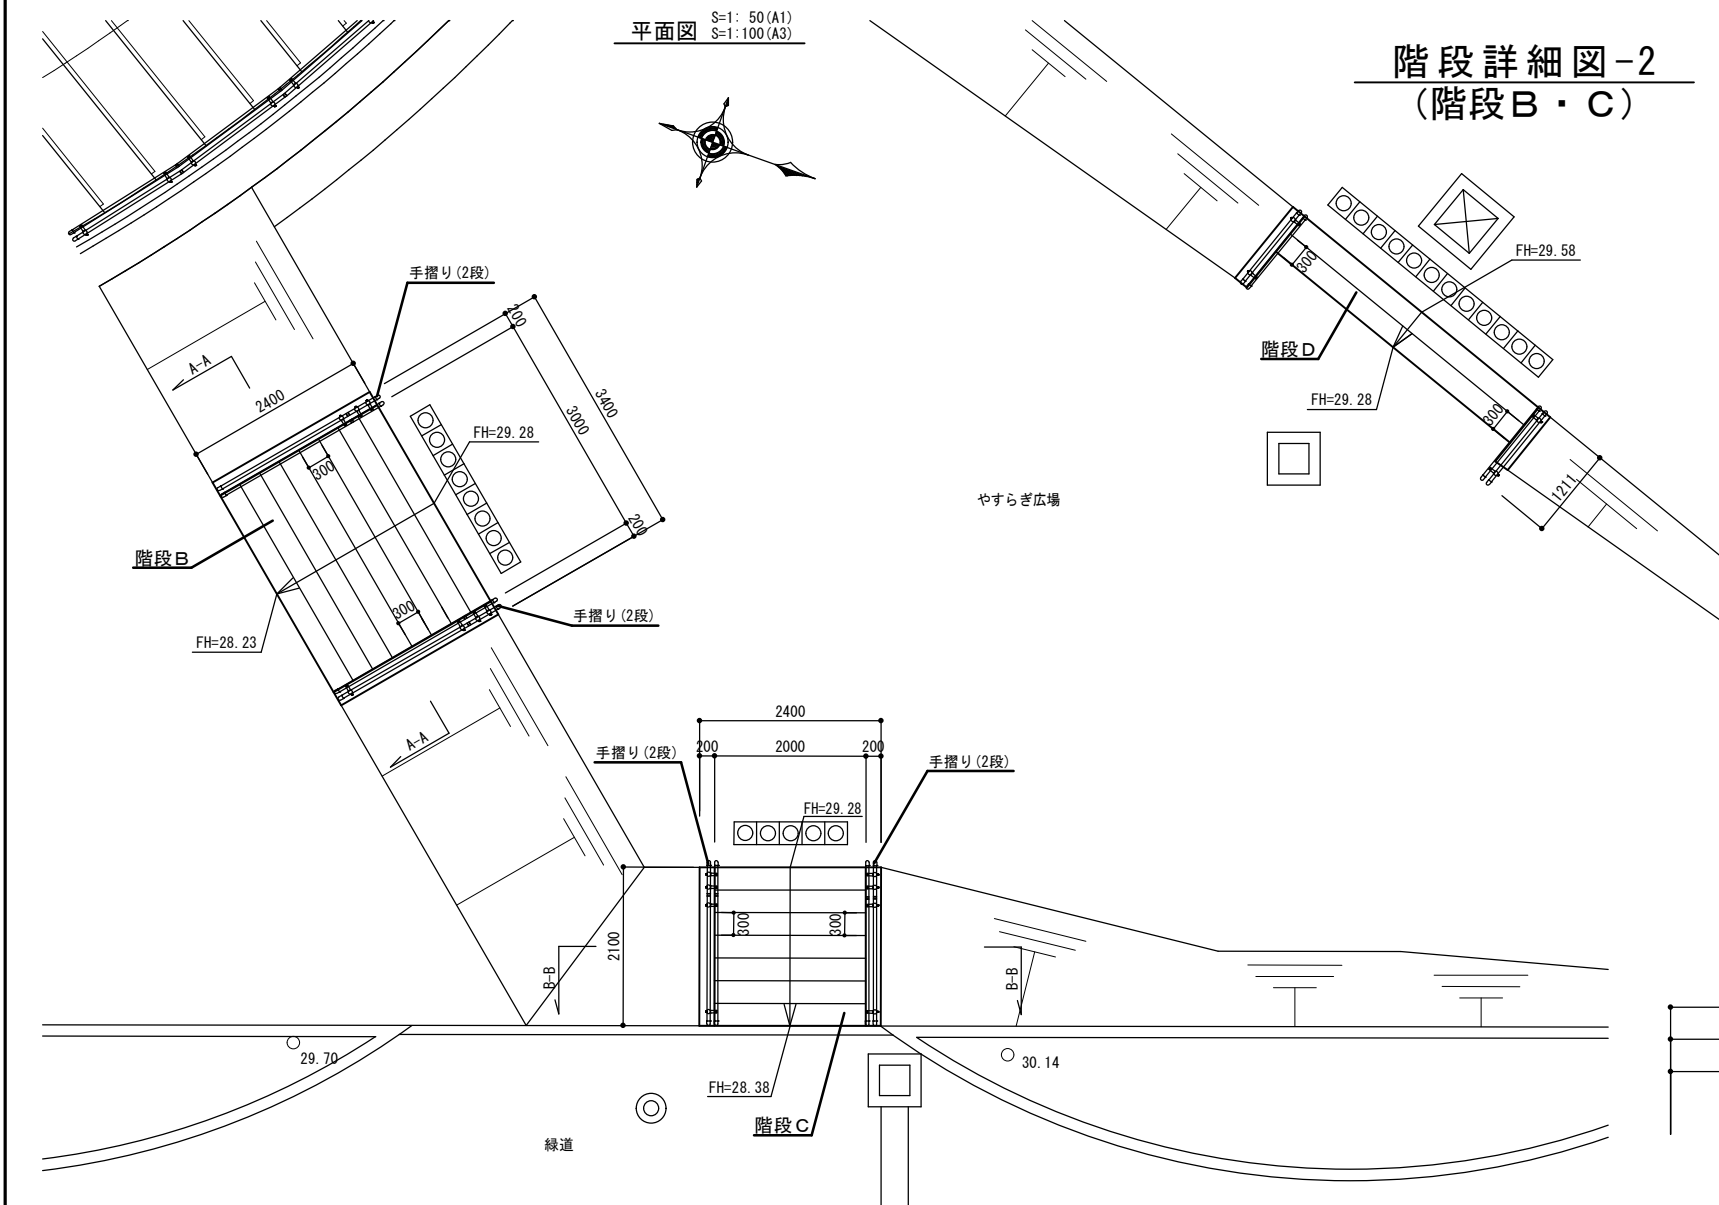 平面図
S=1: 50(A1)
S=1:100(A3)
階段詳細図-2
(階段B・C)
手摺り(2段)
200
3400
3000
200
A-A
2400
FH=29.28
300
階段B
300
FH=28.23
手摺り(2段)
A-A
FH=29.58
300
階段D
FH=29.28
300
1211
やすらぎ広場
2400
200
2000
200
手摺り(2段)
手摺り(2段)
FH=29.28
300
300
2100
B-B
B-B
29.70
30.14
FH=28.38
階段C
緑道